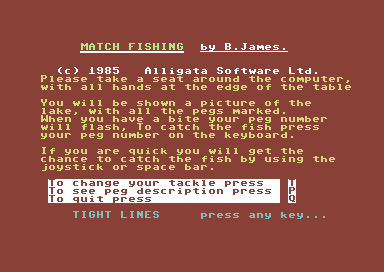 MATCH FISHING by B.James.
(c) 1985 Alligata Software Ltd.
Please take a seat around the computer,
with all hands at the edge of the table
You will be shown a picture of the
lake, with all the pegs marked.
When you have a bite your peg number
will flash, To catch the fish press
your peg number on the keyboard.
If you are quick you will get the
chance to catch the fish by using the
joystick or space bar.
To change your tackle press T
To see peg description press P
To quit press Q
TIGHT LINES press any key...